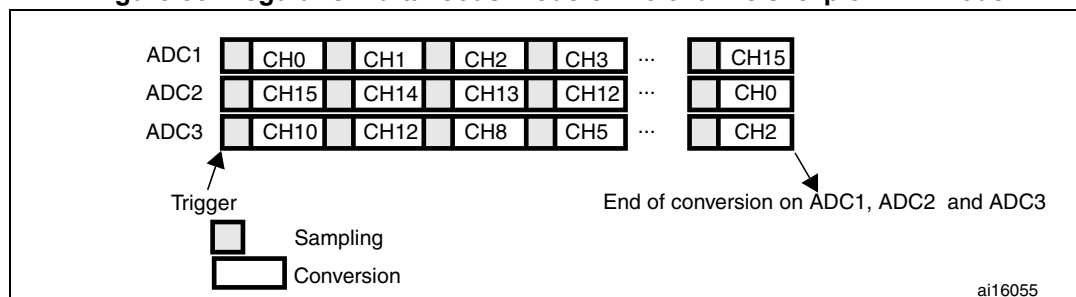 ADC1 CH0 CH1 CH2 CH3 ... CH15
ADC2 CH15 CH14 CH13 CH12 ... CH0
ADC3 CH10 CH12 CH8 CH5 ... CH2
Trigger
End of conversion on ADC1, ADC2 and ADC3
Sampling
Conversion
ai16055